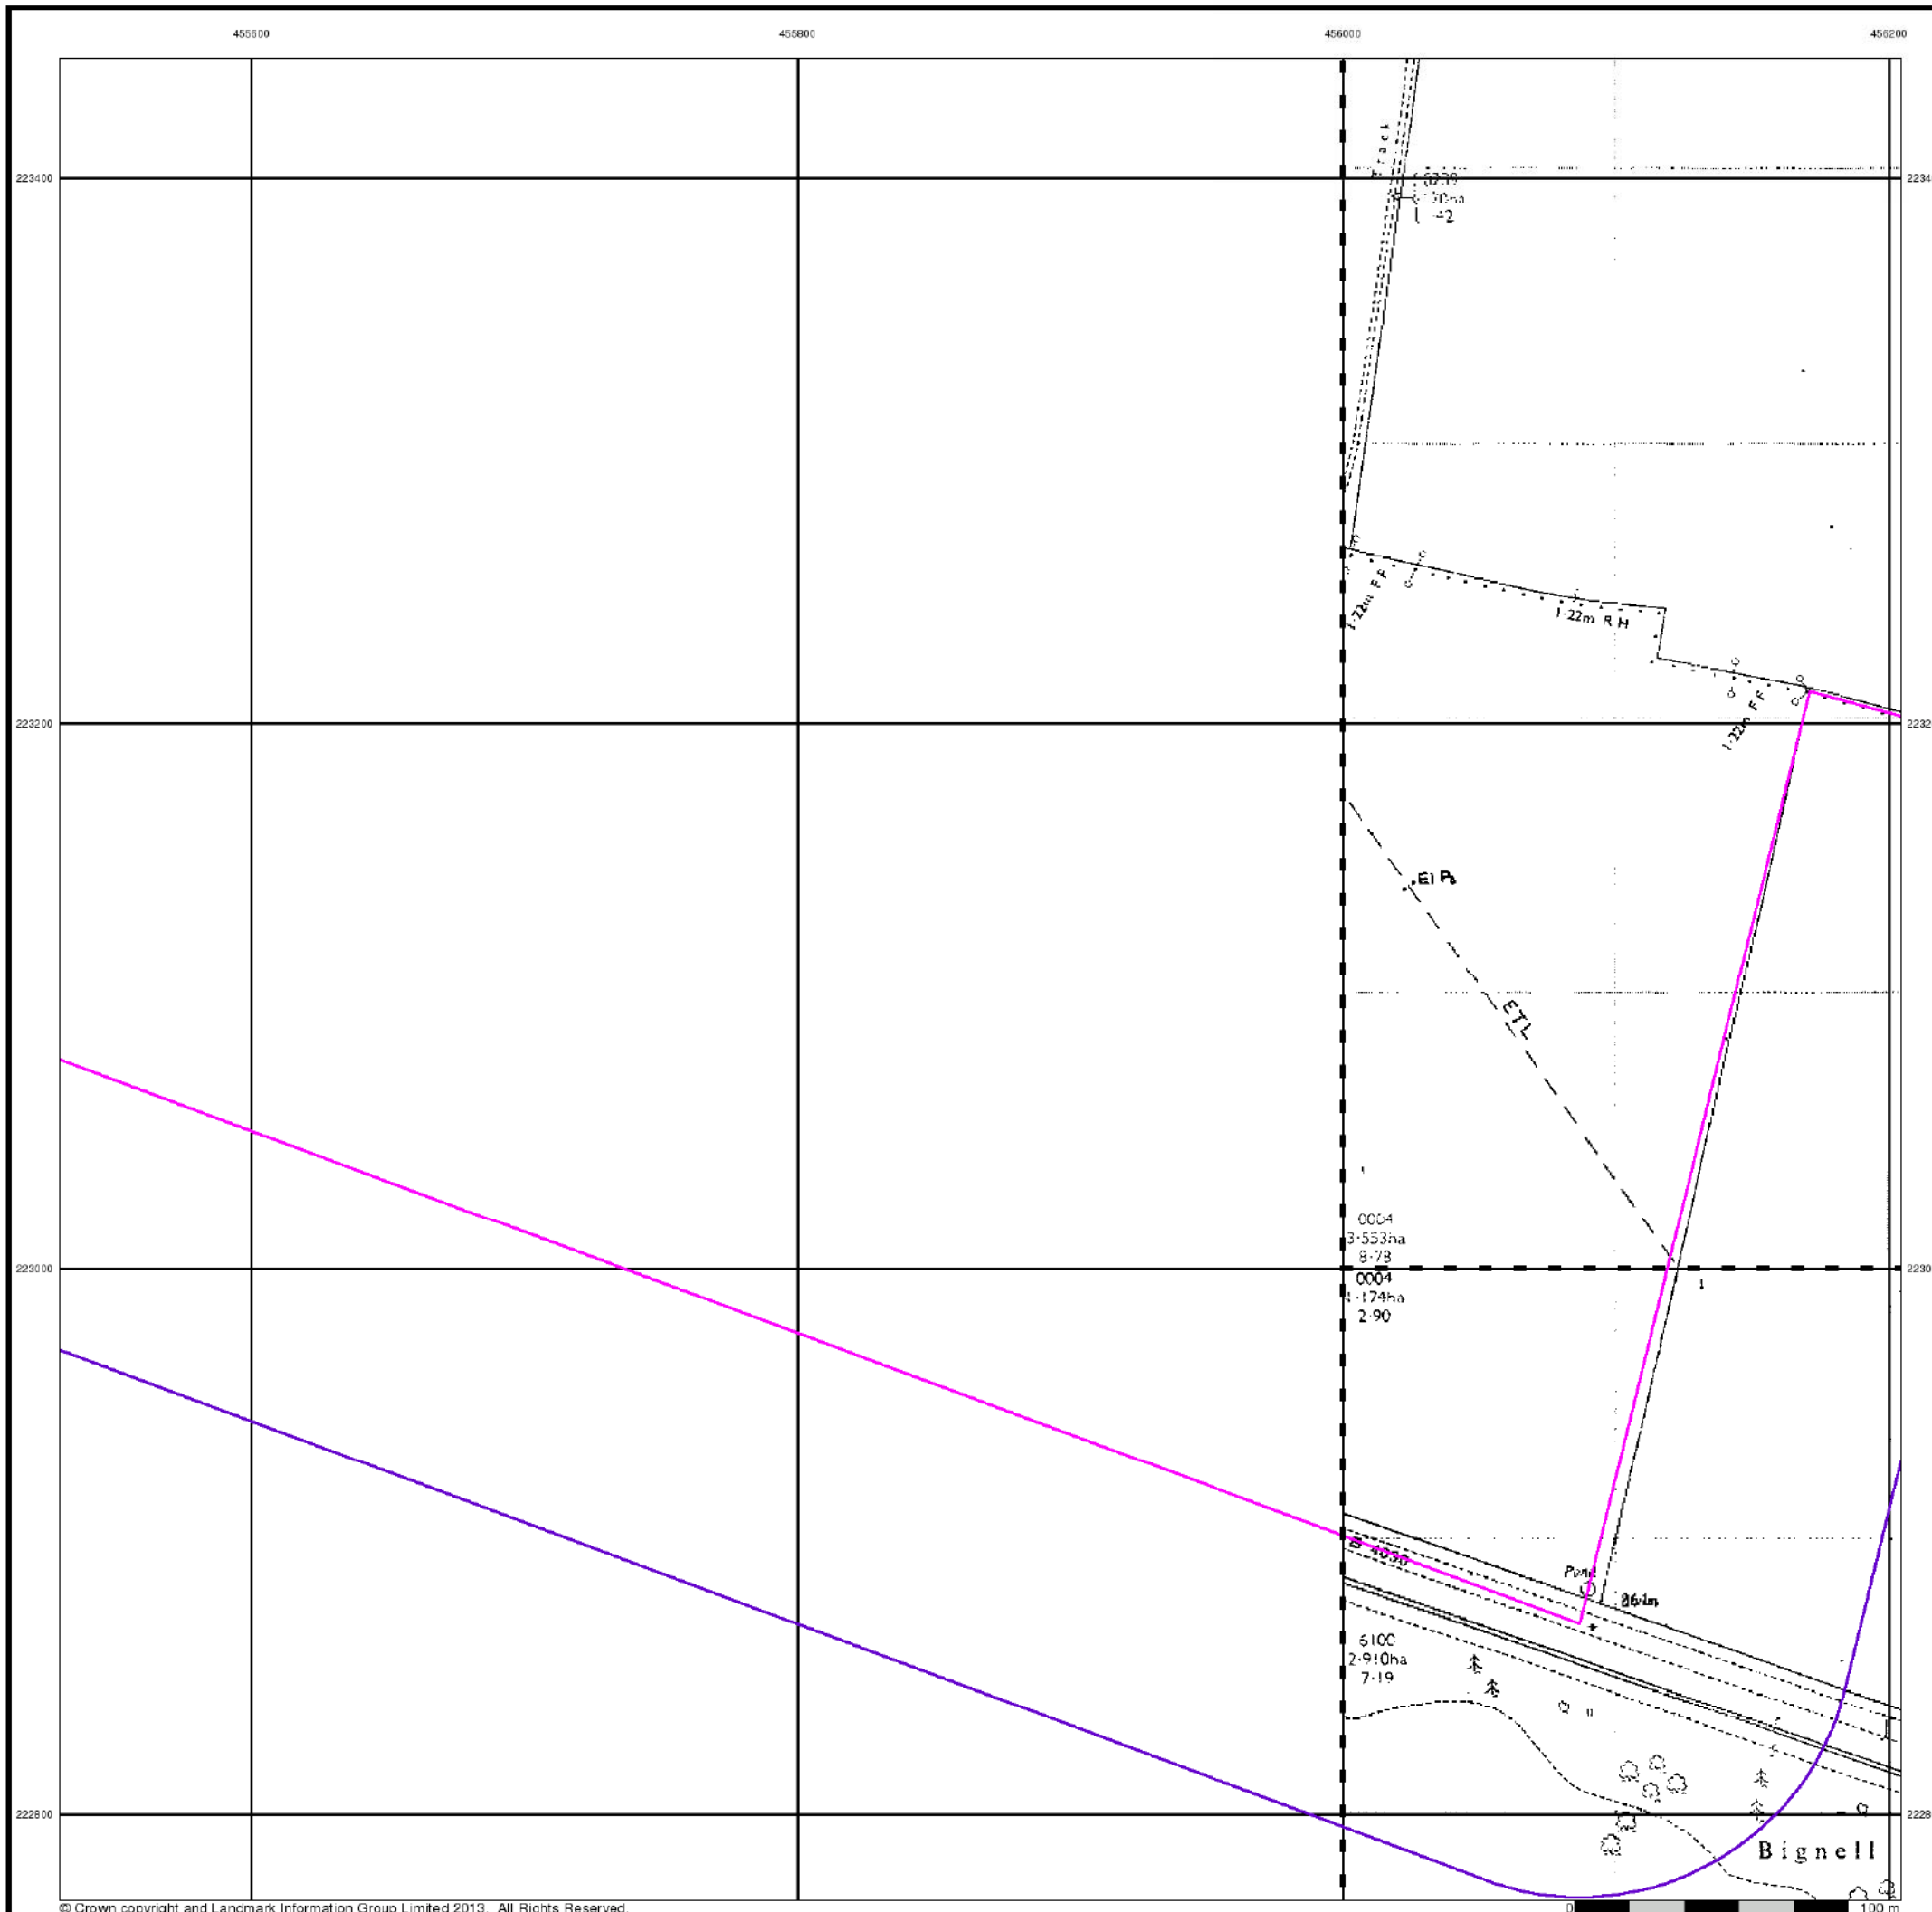 455600 455800 456000 456200
223400
Track
1·22m F F
1·22m R H
1·22m F F
223200
ETL
0004
3·553ha
8·78
223000
0004
2·90
Pond
6100
2·910ha
7·19
222800
Bignell
© Crown copyright and Landmark Information Group Limited 2013. All Rights Reserved.
0 100 m